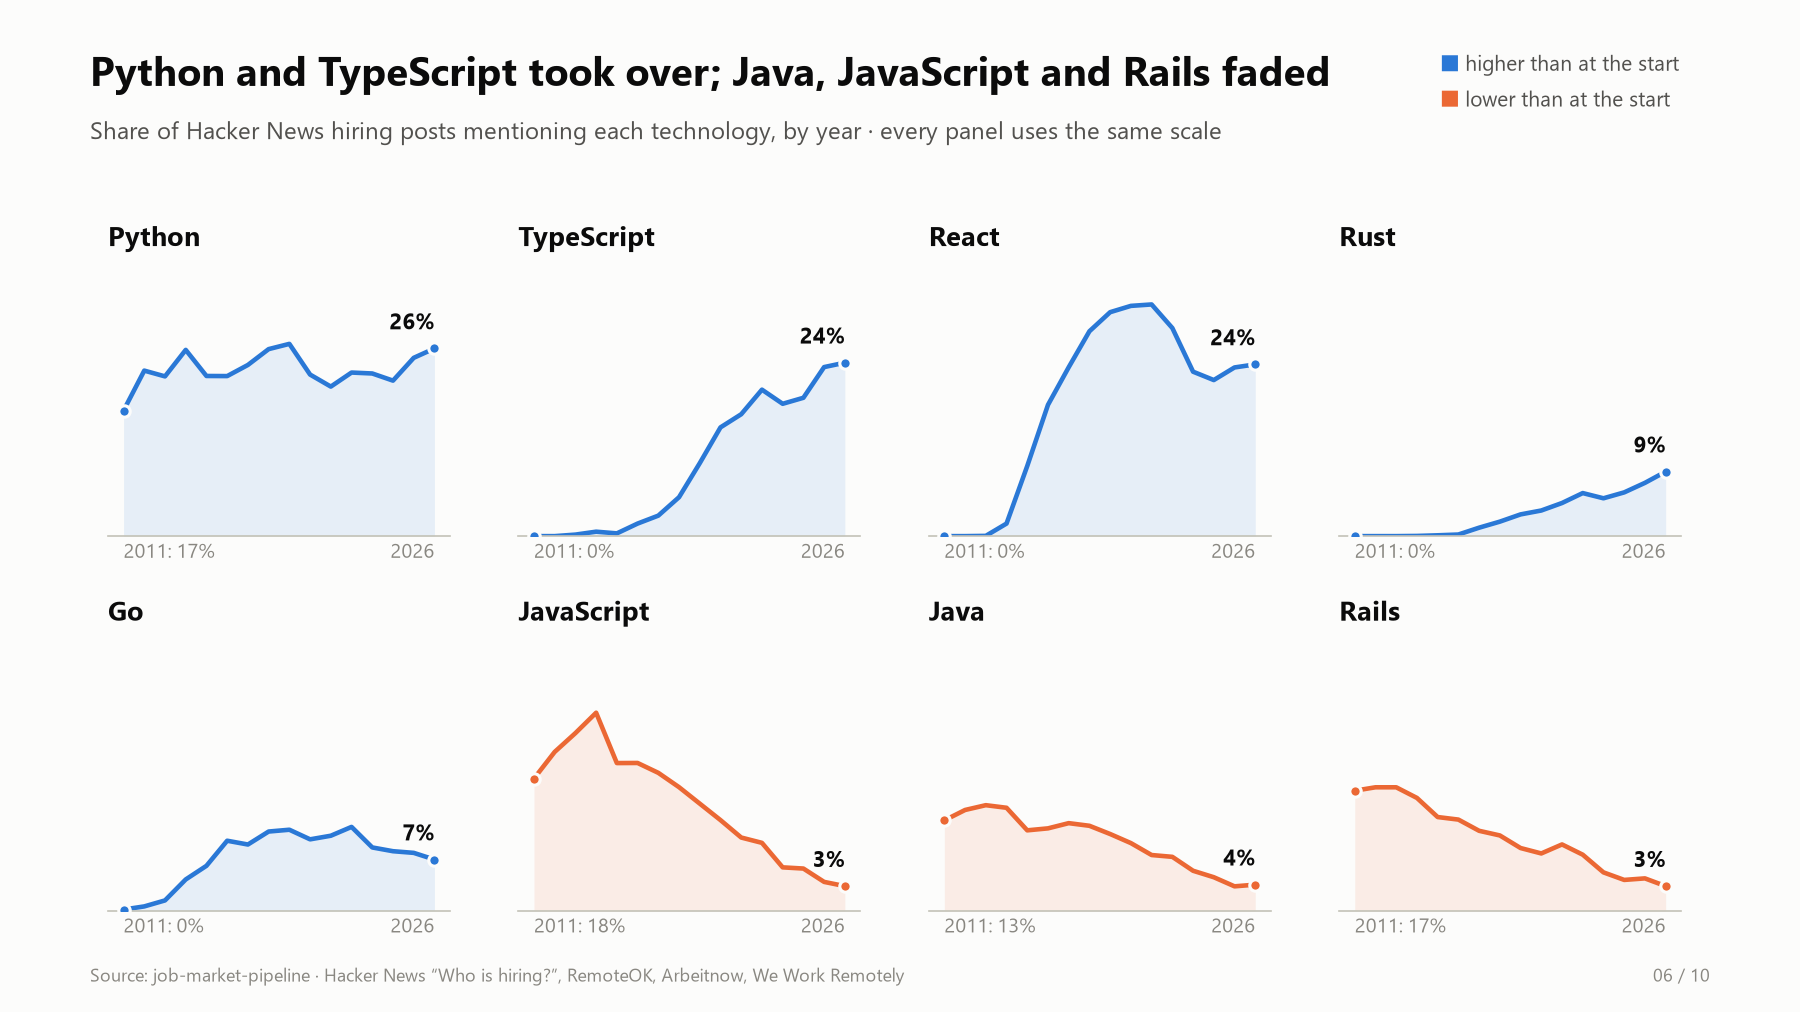 Python and TypeScript took over; Java, JavaScript and Rails faded
higher than at the start
lower than at the start
Share of Hacker News hiring posts mentioning each technology, by year · every panel uses the same scale
Python
26%
2011: 17%
2026
TypeScript
24%
2011: 0%
2026
React
24%
2011: 0%
2026
Rust
9%
2011: 0%
2026
Go
7%
2011: 0%
2026
JavaScript
3%
2011: 18%
2026
Java
4%
2011: 13%
2026
Rails
3%
2011: 17%
2026
Source: job-market-pipeline · Hacker News “Who is hiring?”, RemoteOK, Arbeitnow, We Work Remotely
06 / 10